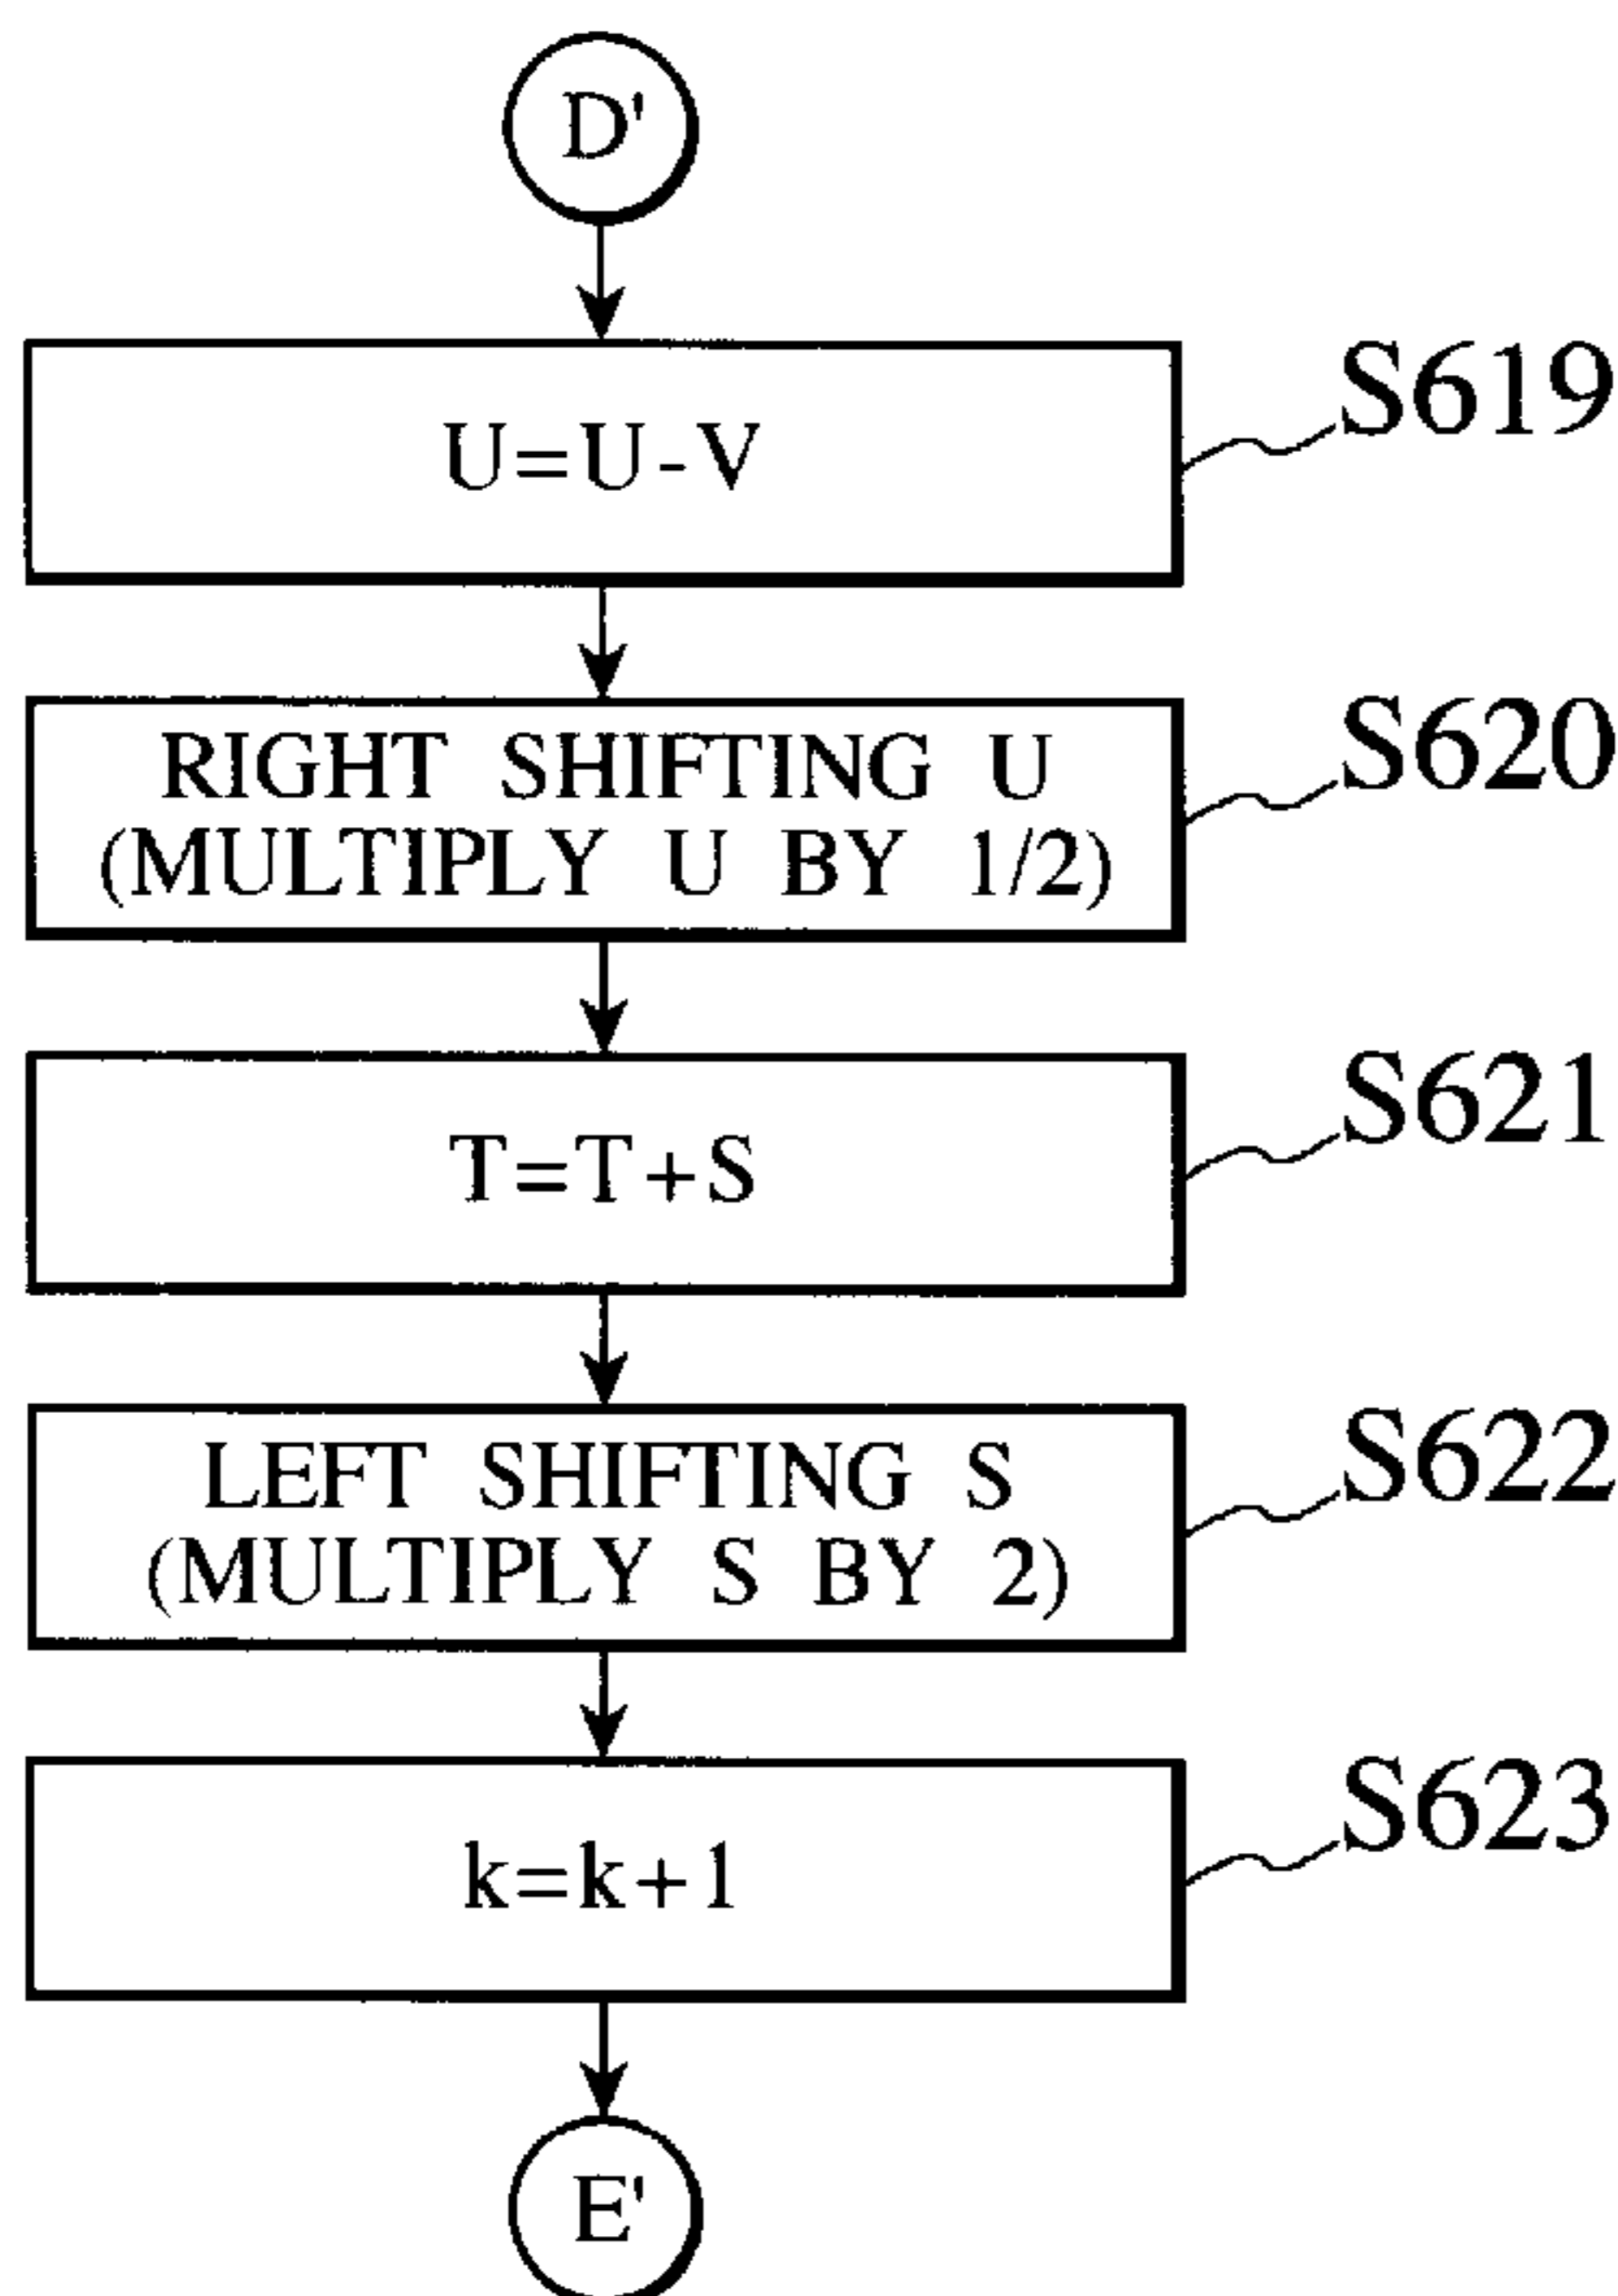 D'
U=U-V
S619
RIGHT SHIFTING U
(MULTIPLY U BY 1/2)
S620
T=T+S
S621
LEFT SHIFTING S
(MULTIPLY S BY 2)
S622
k=k+1
S623
E'